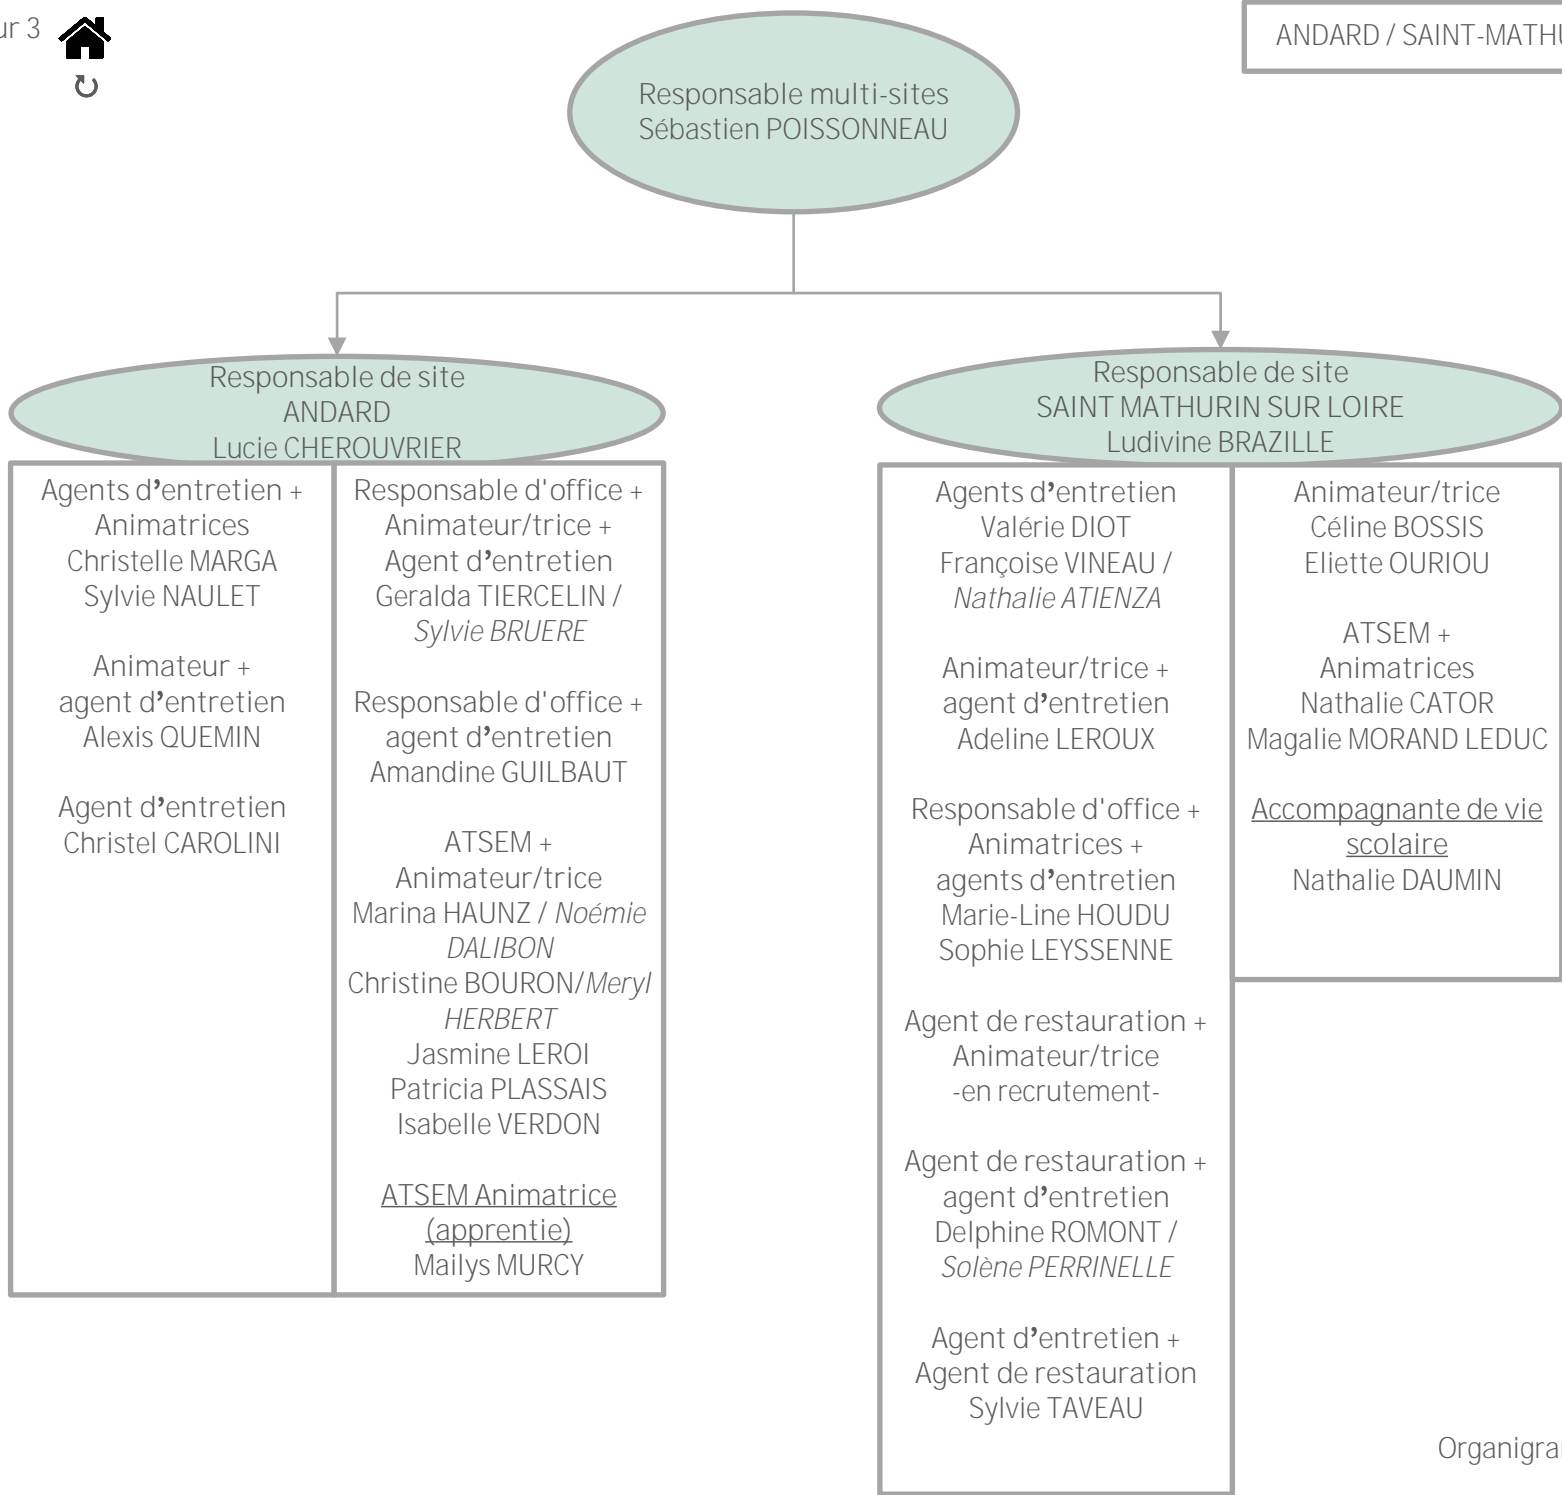 ur 3
ANDARD / SAINT-MATHU
Responsable multi-sites
Sébastien POISSONNEAU
Responsable de site
ANDARD
Lucie CHEROUVRIER
Agents d'entretien +
Animatrices
Christelle MARGA
Sylvie NAULET
Animateur +
agent d'entretien
Alexis QUEMIN
Agent d'entretien
Christel CAROLINI
Responsable d'office +
Animateur/trice +
Agent d'entretien
Geralda TIERCELIN /
Sylvie BRUERE
Responsable d'office +
agent d'entretien
Amandine GUILBAUT
ATSEM +
Animateur/trice
Marina HAUNZ / Noémie
DALIBON
Christine BOURON/Meryl
HERBERT
Jasmine LEROI
Patricia PLASSAIS
Isabelle VERDON
ATSEM Animatrice
(apprentie)
Mailys MURCY
Responsable de site
SAINT MATHURIN SUR LOIRE
Ludivine BRAZILLE
Agents d'entretien
Valérie DIOT
Françoise VINEAU /
Nathalie ATIENZA
Animateur/trice +
agent d'entretien
Adeline LEROUX
Responsable d'office +
Animatrices +
agents d'entretien
Marie-Line HOUDU
Sophie LEYSSENNE
Agent de restauration +
Animateur/trice
-en recrutement-
Agent de restauration +
agent d'entretien
Delphine ROMONT /
Solène PERRINELLE
Agent d'entretien +
Agent de restauration
Sylvie TAVEAU
Animateur/trice
Céline BOSSIS
Eliette OURIOU
ATSEM +
Animatrices
Nathalie CATOR
Magalie MORAND LEDUC
Accompagnante de vie
scolaire
Nathalie DAUMIN
Organigra